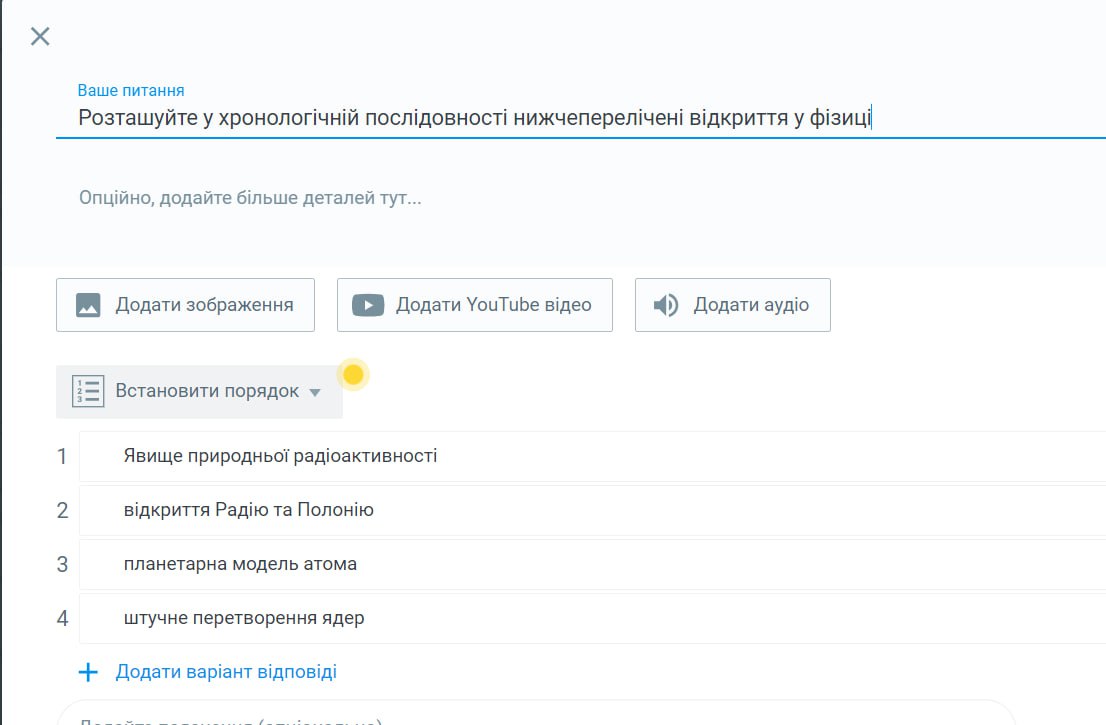 Ваше питання
Розташуйте у хронологічній послідовності нижчеперелічені відкриття у фізиці
Опційно, додайте більше деталей тут...
Додати зображення Додати YouTube відео Додати аудіо
Встановити порядок
1 Явище природньої радіоактивності
2 відкриття Радію та Полонію
3 планетарна модель атома
4 штучне перетворення ядер
Додати варіант відповіді